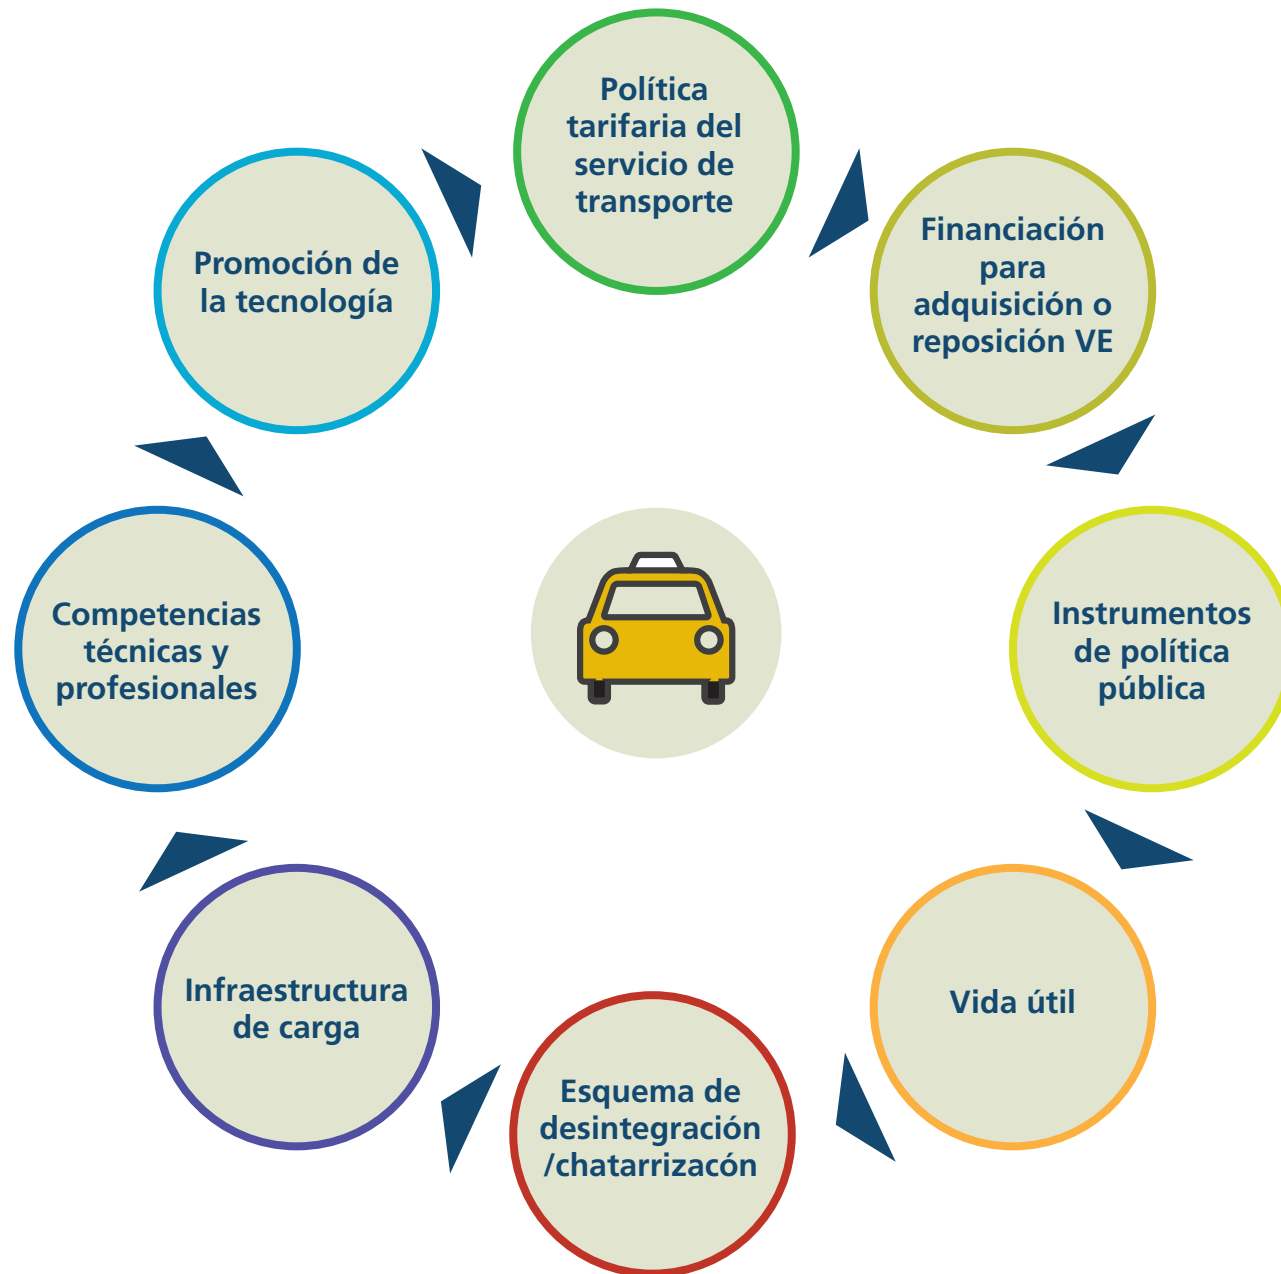 Política
tarifaria del
servicio de
transporte
Financiación
para
adquisición o
reposición VE
Instrumentos
de política
pública
Vida útil
Esquema de
desintegración
/chatarrizacón
Infraestructura
de carga
Competencias
técnicas y
profesionales
Promoción de
la tecnología